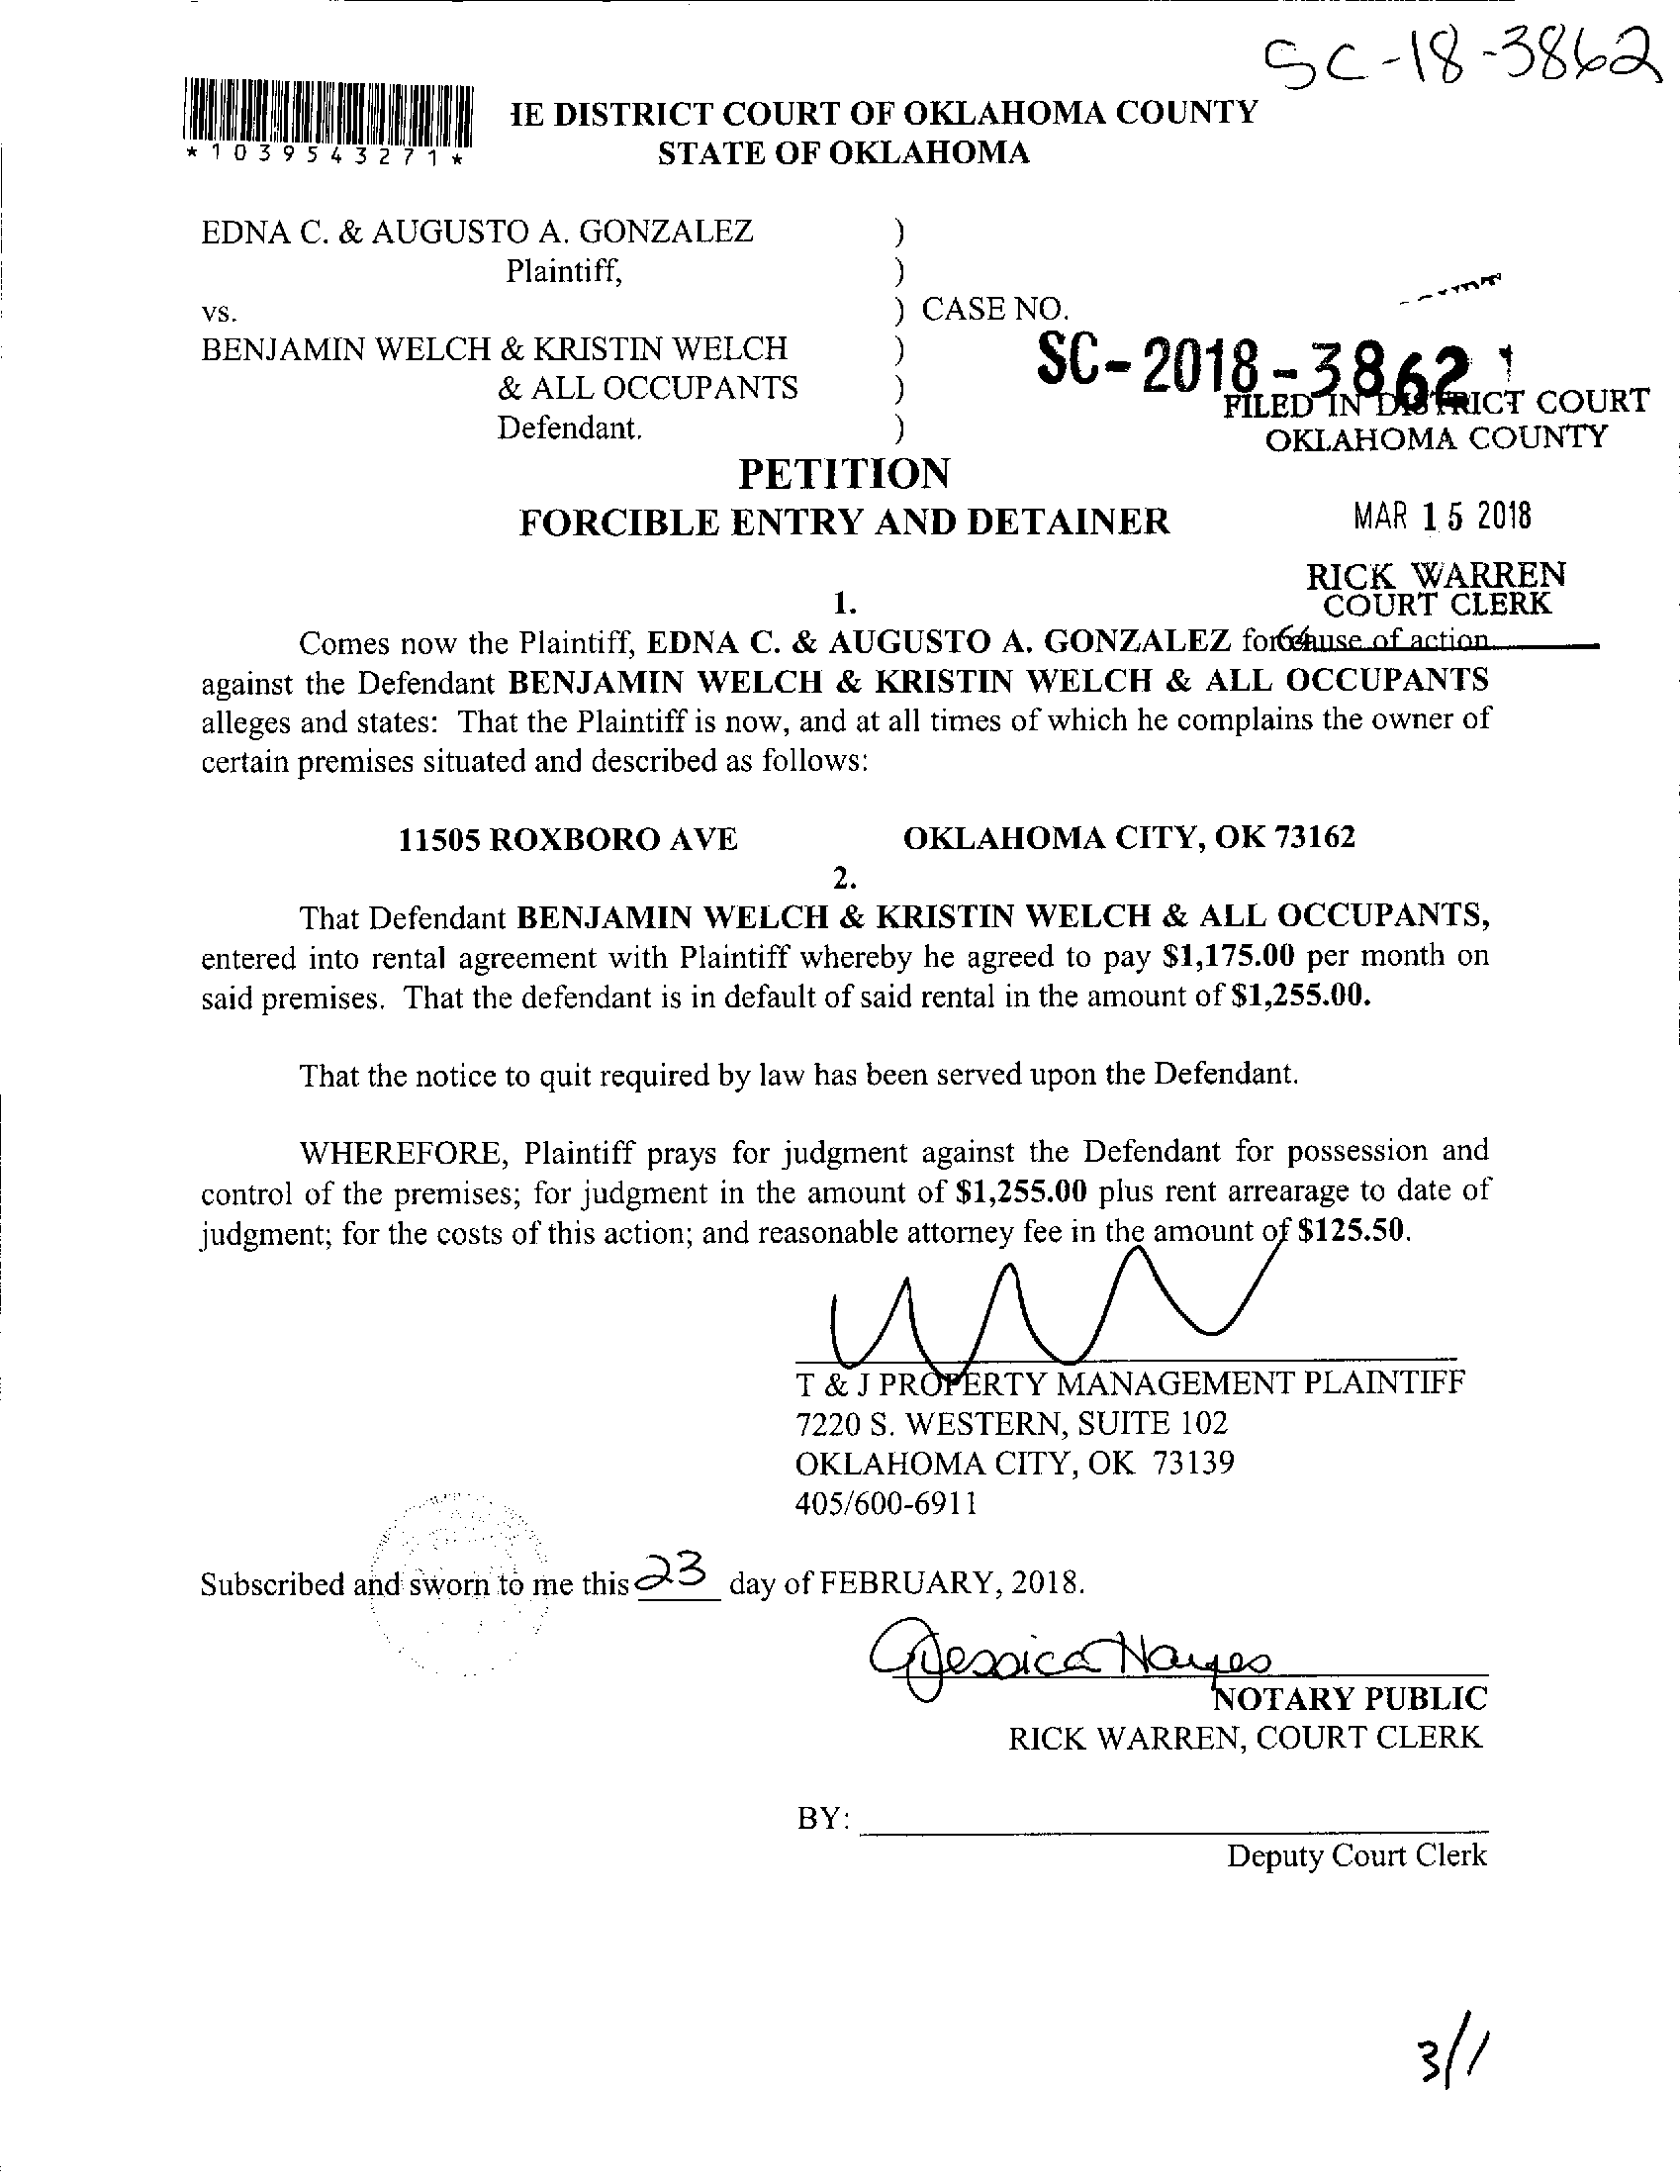 SC-18-3862
*1039543271*
IE DISTRICT COURT OF OKLAHOMA COUNTY
STATE OF OKLAHOMA
EDNA C. & AUGUSTO A. GONZALEZ )
Plaintiff, )
vs. ) CASE NO.
BENJAMIN WELCH & KRISTIN WELCH )
SC-2018-3862
& ALL OCCUPANTS )
FILED IN DISTRICT COURT
Defendant. )
OKLAHOMA COUNTY
PETITION
FORCIBLE ENTRY AND DETAINER
MAR 15 2018
RICK WARREN
COURT CLERK
1.
Comes now the Plaintiff, EDNA C. & AUGUSTO A. GONZALEZ for cause of action
64
against the Defendant BENJAMIN WELCH & KRISTIN WELCH & ALL OCCUPANTS
alleges and states: That the Plaintiff is now, and at all times of which he complains the owner of
certain premises situated and described as follows:
11505 ROXBORO AVE OKLAHOMA CITY, OK 73162
2.
That Defendant BENJAMIN WELCH & KRISTIN WELCH & ALL OCCUPANTS,
entered into rental agreement with Plaintiff whereby he agreed to pay $1,175.00 per month on
said premises. That the defendant is in default of said rental in the amount of $1,255.00.
That the notice to quit required by law has been served upon the Defendant.
WHEREFORE, Plaintiff prays for judgment against the Defendant for possession and
control of the premises; for judgment in the amount of $1,255.00 plus rent arrearage to date of
judgment; for the costs of this action; and reasonable attorney fee in the amount of $125.50.
T & J PROPERTY MANAGEMENT PLAINTIFF
7220 S. WESTERN, SUITE 102
OKLAHOMA CITY, OK 73139
405/600-6911
Subscribed and sworn to me this 23 day of FEBRUARY, 2018.
Jessica Hayes
NOTARY PUBLIC
RICK WARREN, COURT CLERK
BY:
Deputy Court Clerk
3/1